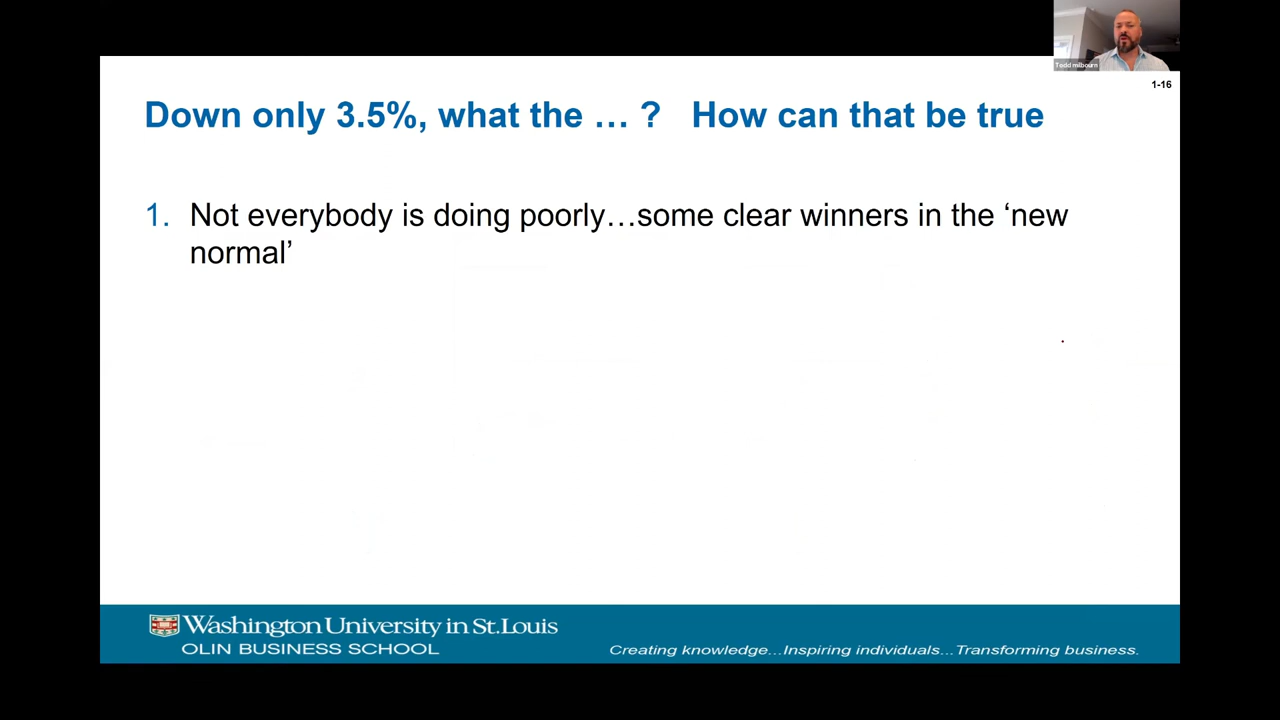 Todd milbourn
1-16
Down only 3.5%, what the … ? How can that be true
1. Not everybody is doing poorly…some clear winners in the ‘new
normal’
Washington University in St. Louis
OLIN BUSINESS SCHOOL
Creating knowledge...Inspiring individuals...Transforming business.